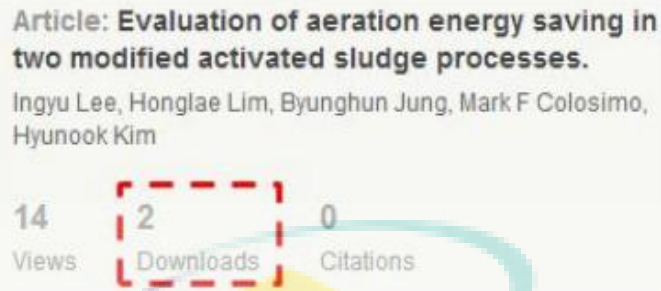 Article: Evaluation of aeration energy saving in
two modified activated sludge processes.
Ingyu Lee, Honglae Lim, Byunghun Jung, Mark F Colosimo,
Hyunook Kim
14 2 0
Views Downloads Citations